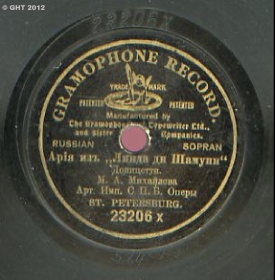 © GHT 2012
23206 X
GRAMOPHONE RECORD.
TRADE MARK
PATENTED PATENTED
Manufactured by
The Gramophone & Typewriter Ltd.,
and Sister Companies.
RUSSIAN SOPRAN
Арія изъ „Линда ди Шамуни“
Доницетти.
М. А. Михайлова
Арт. Имп. С. П. Б. Оперы
ST. PETERSBURG.
23206 x